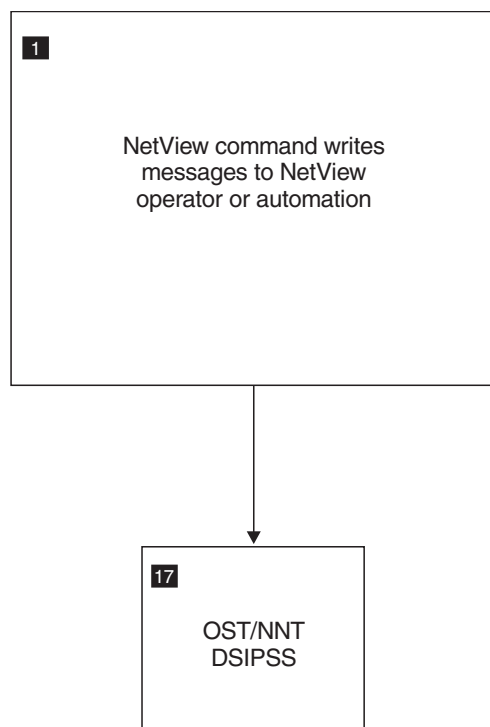 1
NetView command writes
messages to NetView
operator or automation
17
OST/NNT
DSIPSS